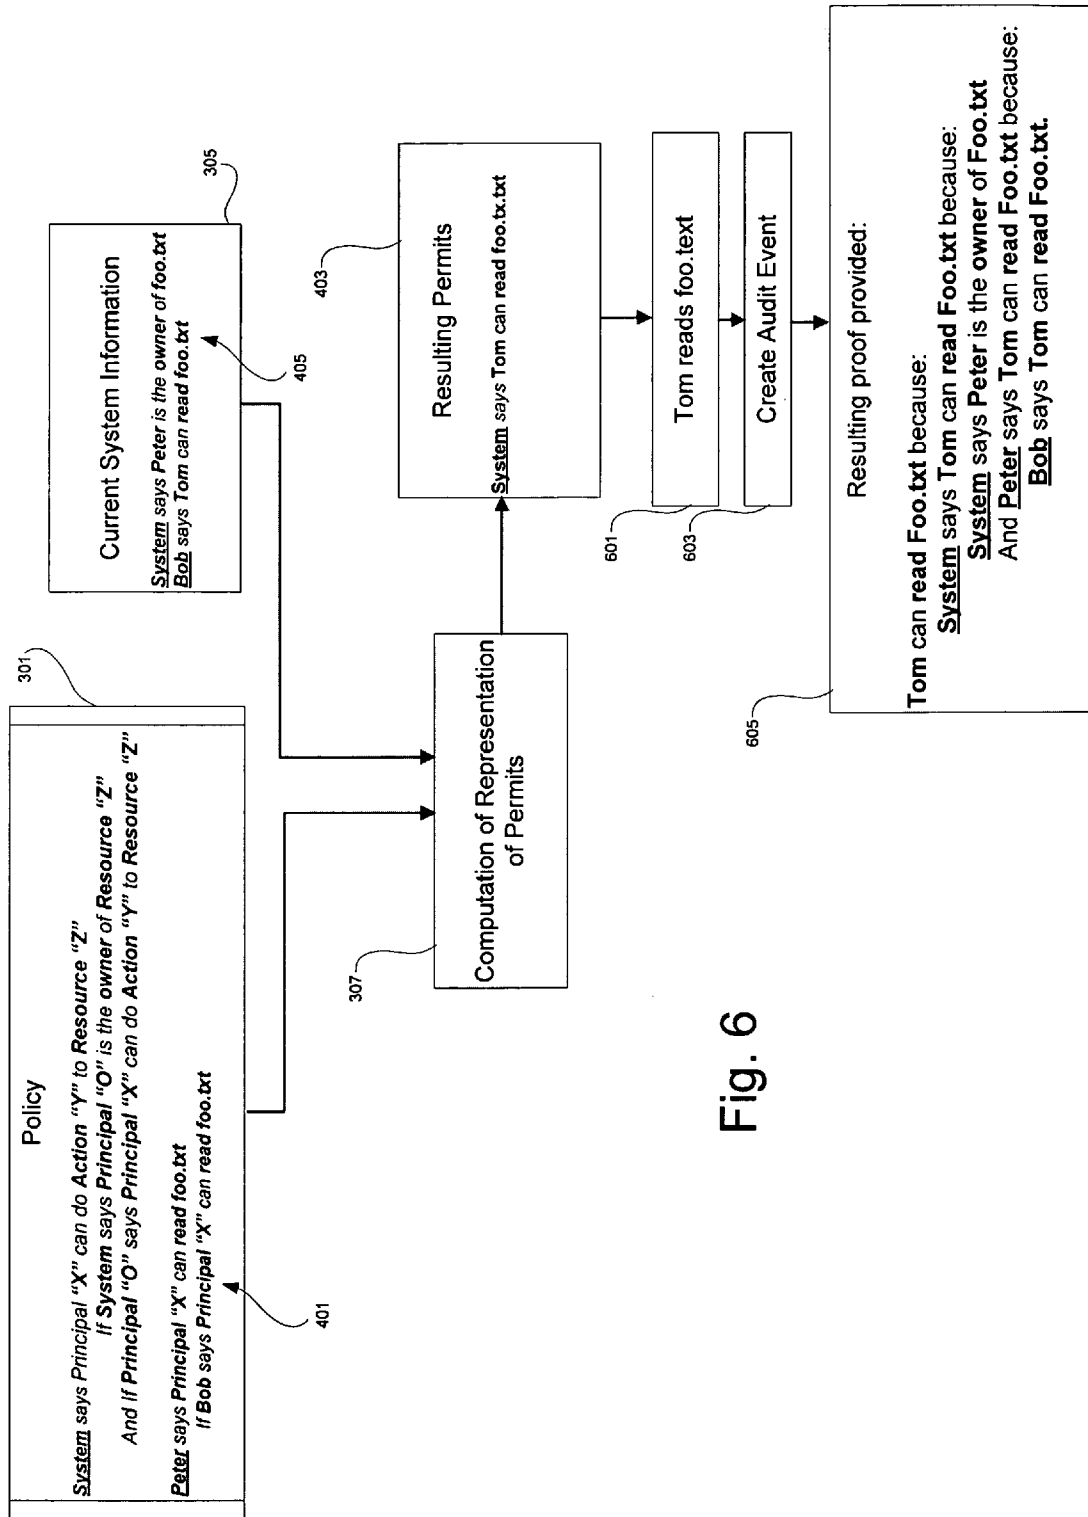 Policy
System says Principal “X” can do Action “Y” to Resource “Z”
If System says Principal “O” is the owner of Resource “Z”
And If Principal “O” says Principal “X” can do Action “Y” to Resource “Z”
Peter says Principal “X” can read foo.txt
If Bob says Principal “X” can read foo.txt
301
401
Current System Information
System says Peter is the owner of foo.txt
Bob says Tom can read foo.txt
305
405
Computation of Representation
of Permits
307
Resulting Permits
System says Tom can read foo.tx.txt
403
Tom reads foo.text
601
Create Audit Event
603
Resulting proof provided:
Tom can read Foo.txt because:
System says Tom can read Foo.txt because:
System says Peter is the owner of Foo.txt
And Peter says Tom can read Foo.txt because:
Bob says Tom can read Foo.txt.
605
Fig. 6